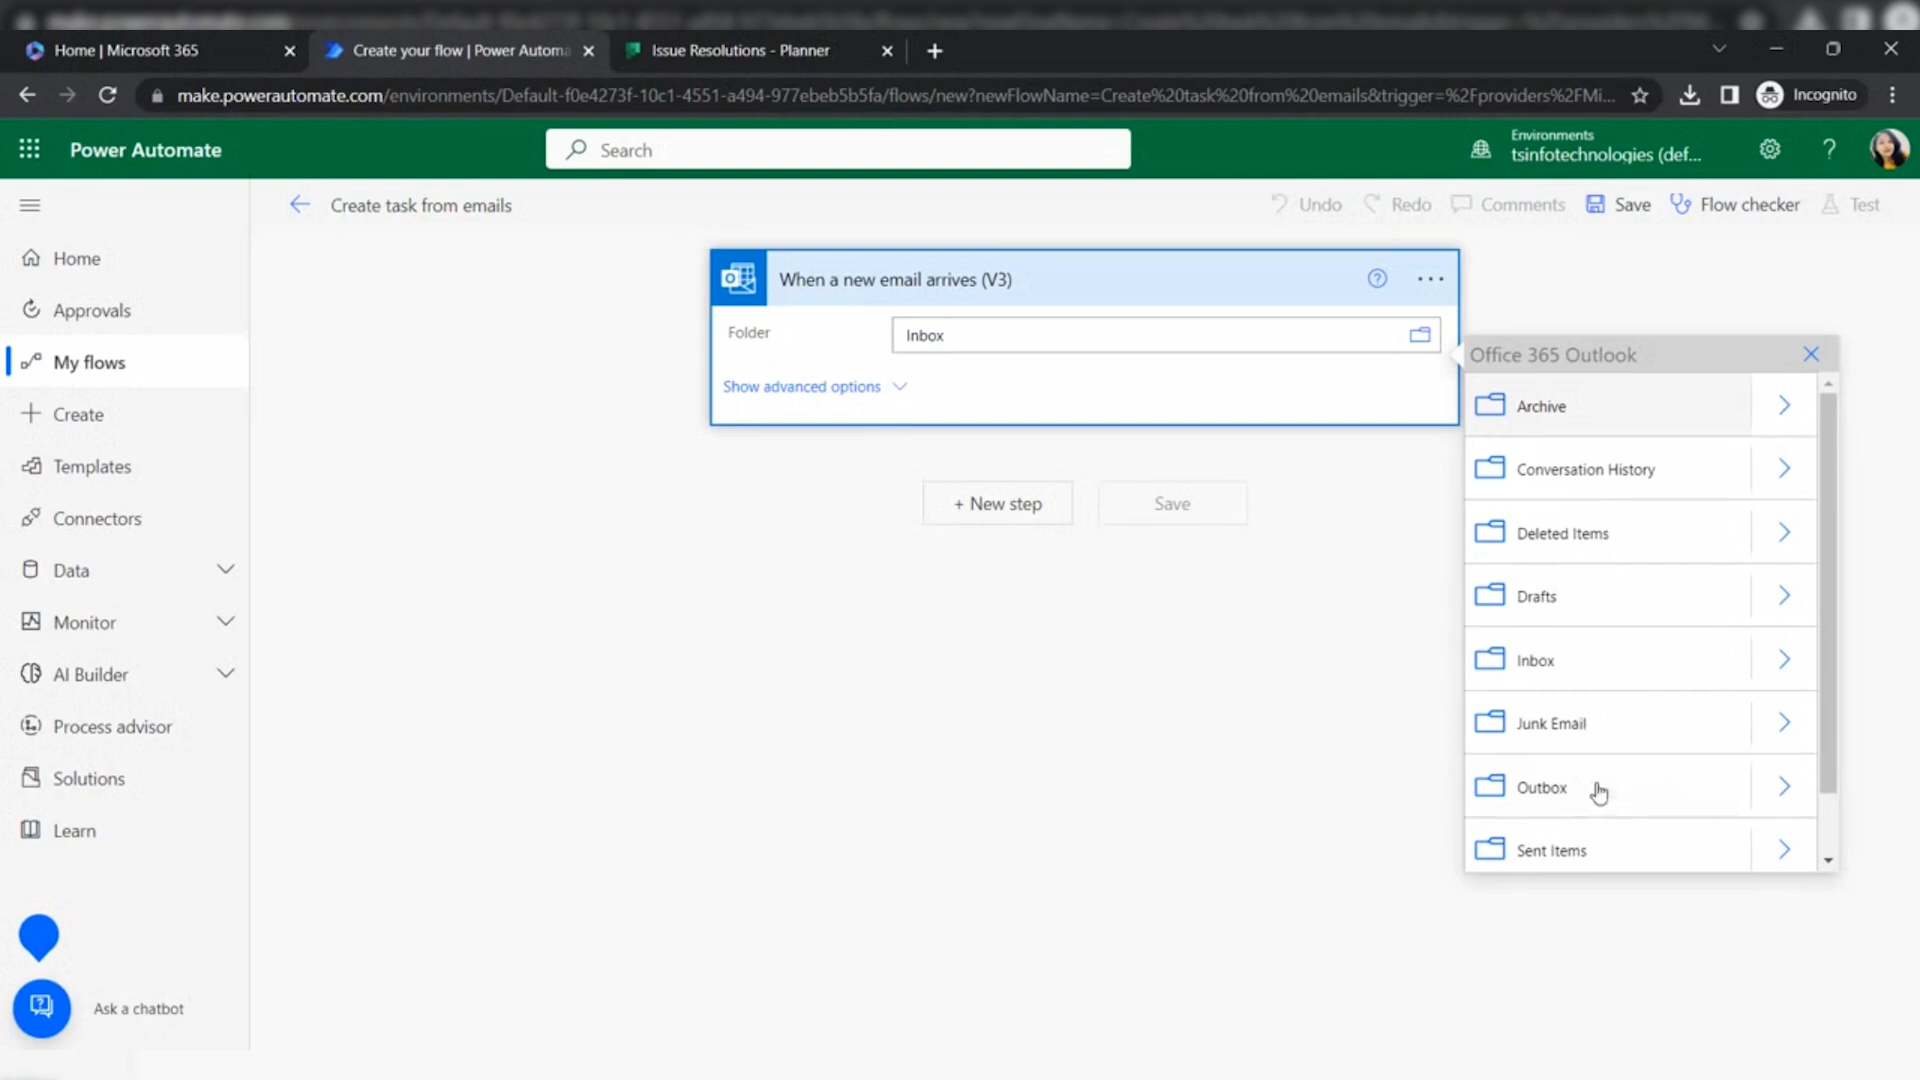 Home | Microsoft 365
Create your flow | Power Autom
Issue Resolutions - Planner
make.powerautomate.com/environments/Default-f0e4273f-10c1-4551-a494-977ebeb5b5fa/flows/new?newFlowName=Create%20task%20from%20emails&trigger=%2Fproviders%2FMi...
Incognito
Power Automate
Search
Environments
tsinfotechnologies (def...
Create task from emails
Undo
Redo
Comments
Save
Flow checker
Test
Home
Approvals
My flows
Create
Templates
Connectors
Data
Monitor
AI Builder
Process advisor
Solutions
Learn
Ask a chatbot
When a new email arrives (V3)
Folder
Inbox
Show advanced options
+ New step
Save
Office 365 Outlook
Archive
Conversation History
Deleted Items
Drafts
Inbox
Junk Email
Outbox
Sent Items